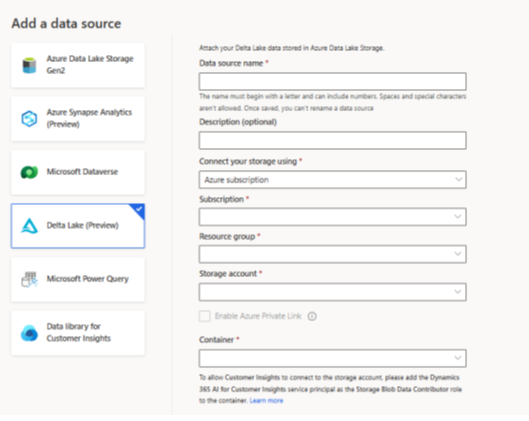 Add a data source
Azure Data Lake Storage
Gen2
Azure Synapse Analytics
(Preview)
Microsoft Dataverse
Delta Lake (Preview)
Microsoft Power Query
Data library for
Customer Insights
Attach your Delta Lake data stored in Azure Data Lake Storage.
Data source name *
The name must begin with a letter and can include numbers. Spaces and special characters
aren't allowed. Once saved, you can't rename a data source
Description (optional)
Connect your storage using *
Azure subscription
Subscription *
Resource group *
Storage account *
Enable Azure Private Link
Container *
To allow Customer Insights to connect to the storage account, please add the Dynamics
365 AI for Customer Insights service principal as the Storage Blob Data Contributor role
to the container. Learn more